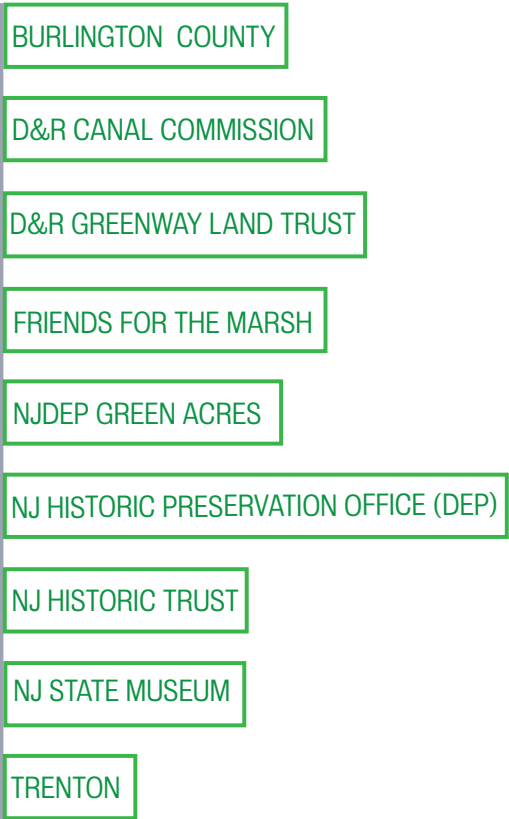 BURLINGTON COUNTY
D&R CANAL COMMISSION
D&R GREENWAY LAND TRUST
FRIENDS FOR THE MARSH
NJDEP GREEN ACRES
NJ HISTORIC PRESERVATION OFFICE (DEP)
NJ HISTORIC TRUST
NJ STATE MUSEUM
TRENTON